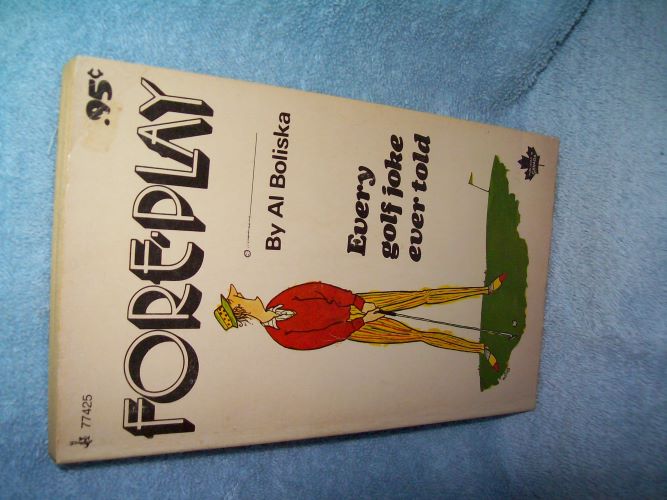 .95¢
77425
FORE-PLAY
By Al Boliska
Every
golf joke
ever told